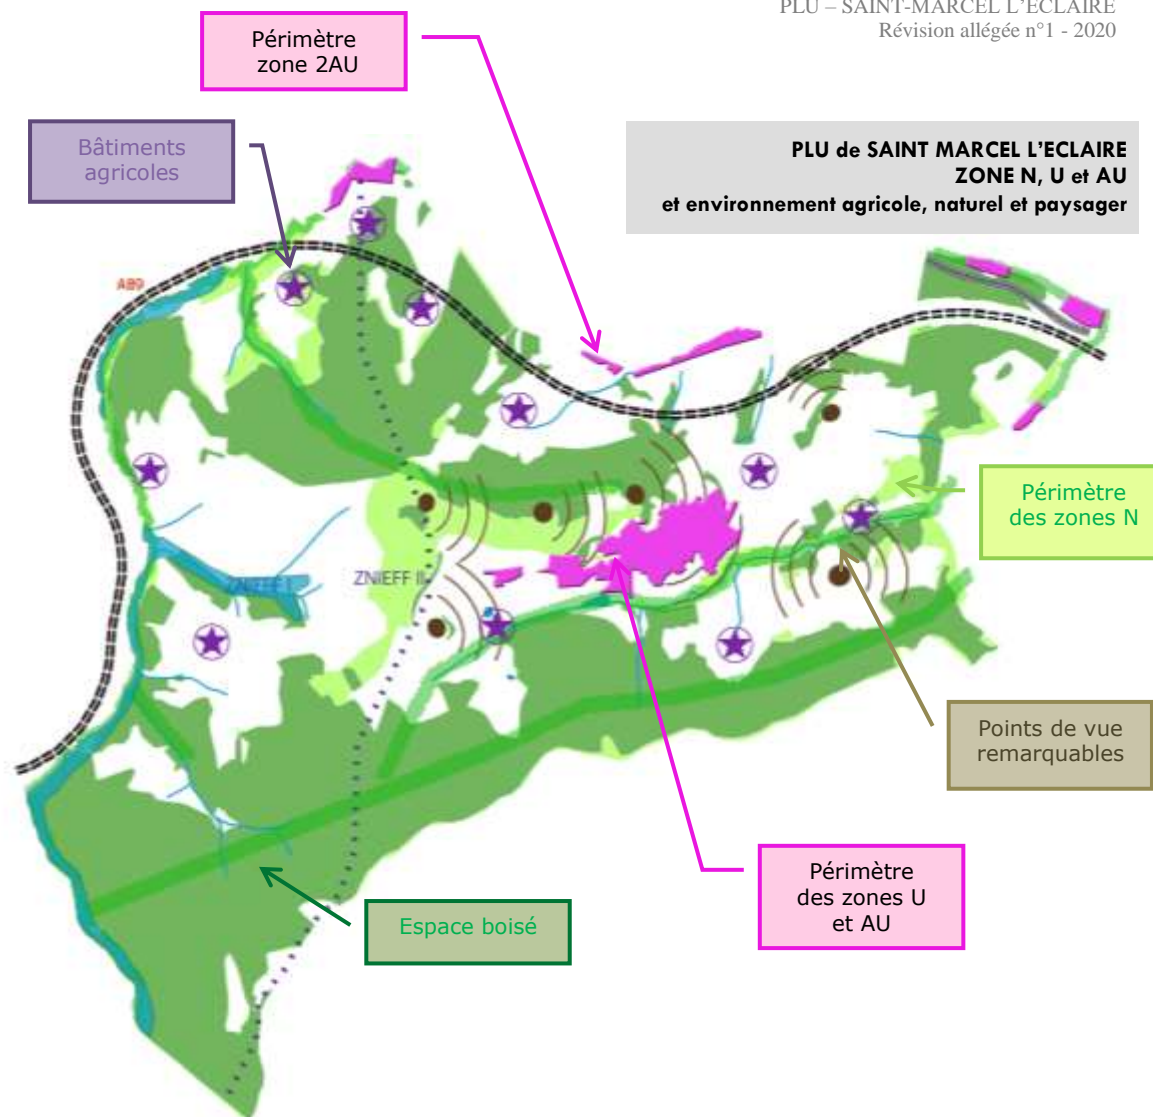 PLU – SAINT-MARCEL L'ECLAIRE
Révision allégée n°1 - 2020
Périmètre
zone 2AU
Bâtiments
agricoles
PLU de SAINT MARCEL L'ECLAIRE
ZONE N, U et AU
et environnement agricole, naturel et paysager
A89
Périmètre
des zones N
ZNIEFF I
ZNIEFF II
Points de vue
remarquables
Périmètre
des zones U
et AU
Espace boisé